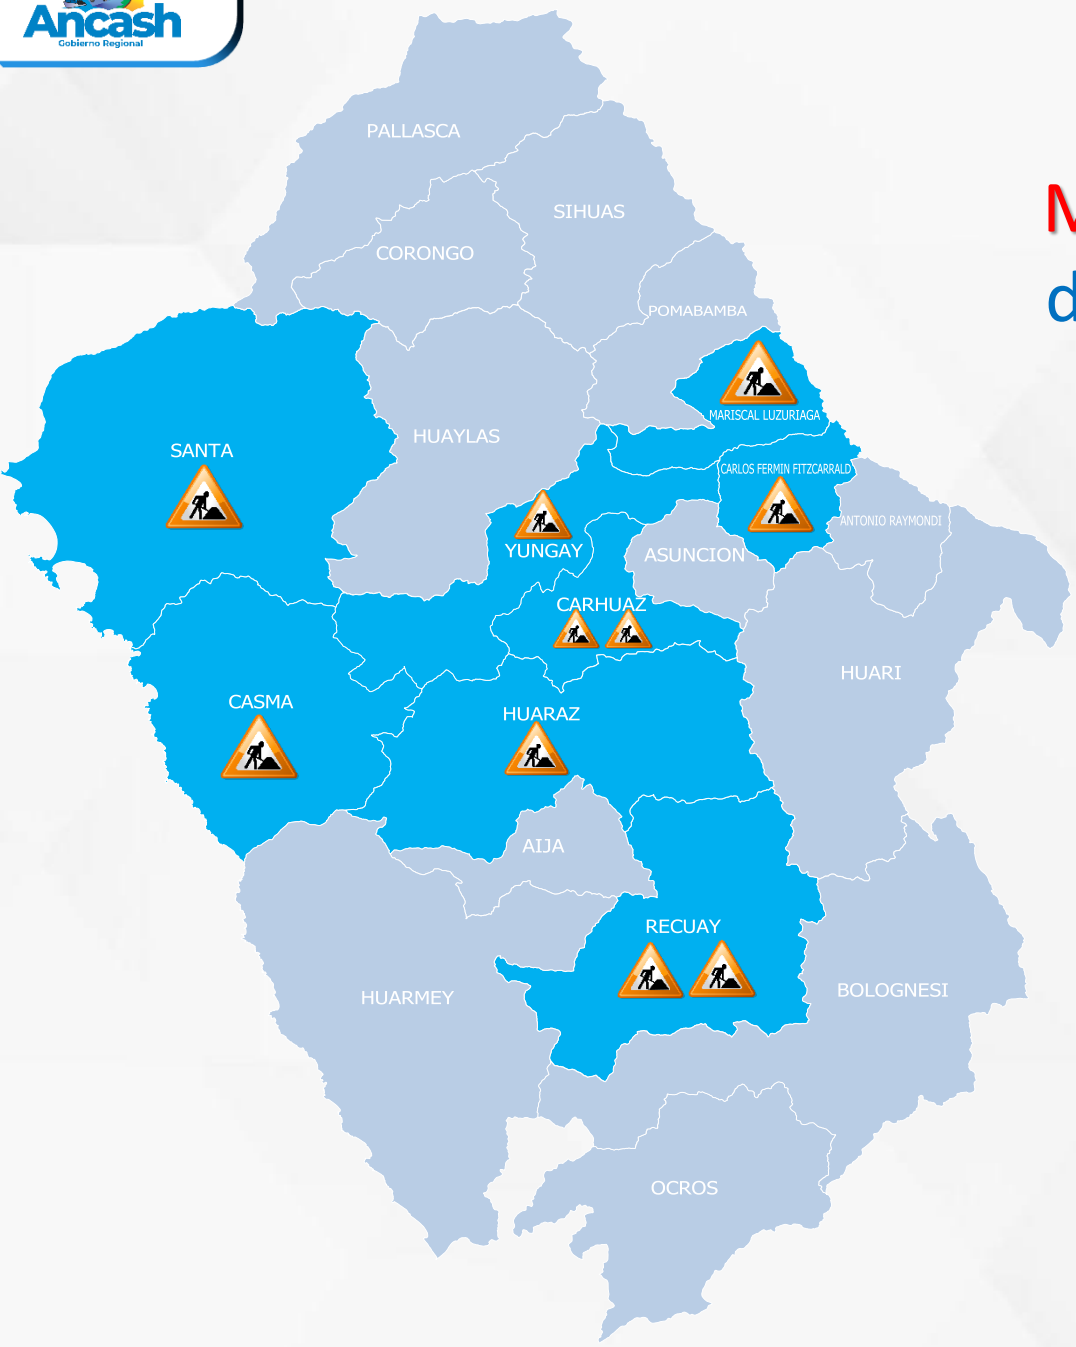 Ancash
Gobierno Regional
PALLASCA
SIHUAS
CORONGO
M
d
POMABAMBA
MARISCAL LUZURIAGA
HUAYLAS
SANTA
CARLOS FERMIN FITZCARRALD
ANTONIO RAYMONDI
YUNGAY
ASUNCION
CARHUAZ
HUARI
CASMA
HUARAZ
AIJA
RECUAY
BOLOGNESI
HUARMEY
OCROS